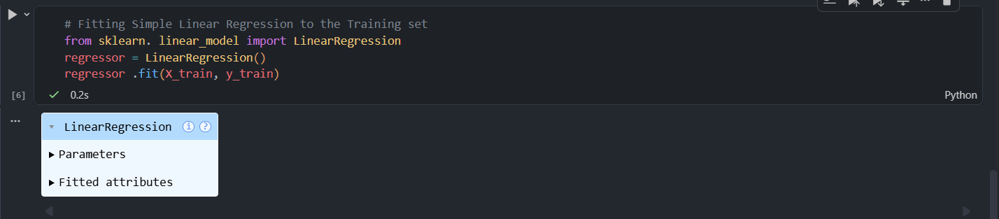 # Fitting Simple Linear Regression to the Training set
from sklearn. linear_model import LinearRegression
regressor = LinearRegression()
regressor .fit(X_train, y_train)
[6]
0.2s
Python
LinearRegression i ?
Parameters
Fitted attributes